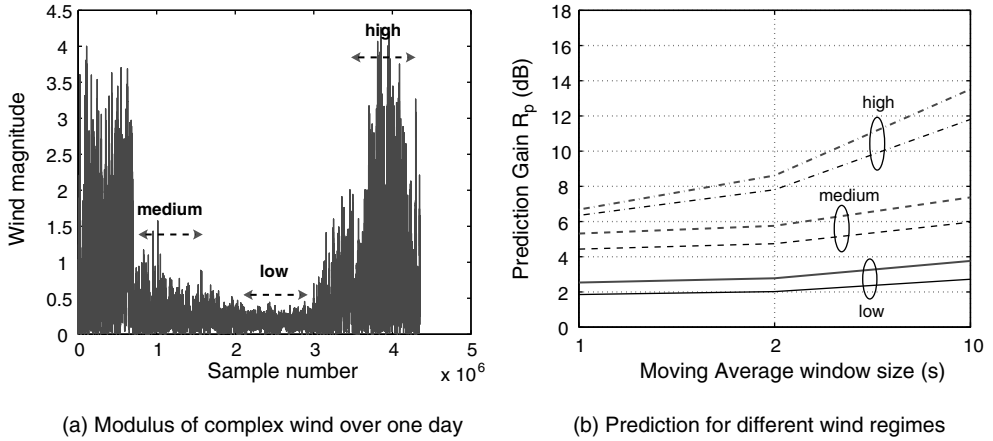 4.5
4
3.5
3
2.5
2
1.5
1
0.5
0
Wind magnitude
high
medium
low
0 1 2 3 4 5
Sample number
x 10^6
(a) Modulus of complex wind over one day
18
16
14
12
10
8
6
4
2
0
Prediction Gain R_p (dB)
high
medium
low
1 2 10
Moving Average window size (s)
(b) Prediction for different wind regimes